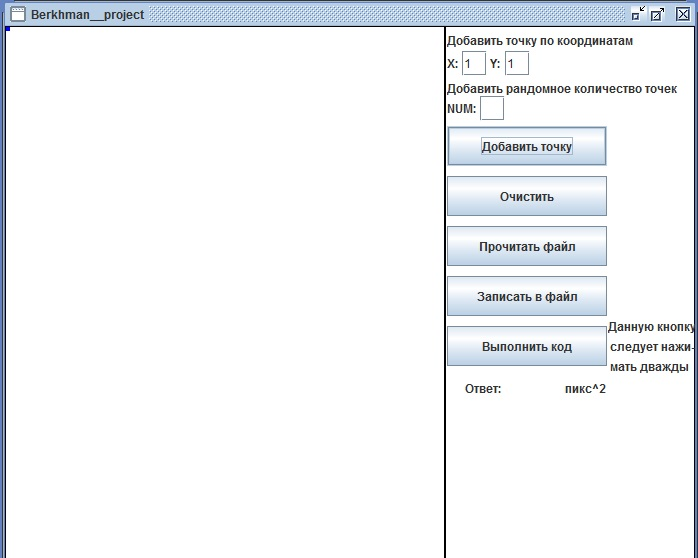 Berkhman__project
Добавить точку по координатам
X: 1 Y: 1
Добавить рандомное количество точек
NUM:
Добавить точку
Очистить
Прочитать файл
Записать в файл
Выполнить код
Данную кнопку
следует нажи-
мать дважды
Ответ: пикс^2